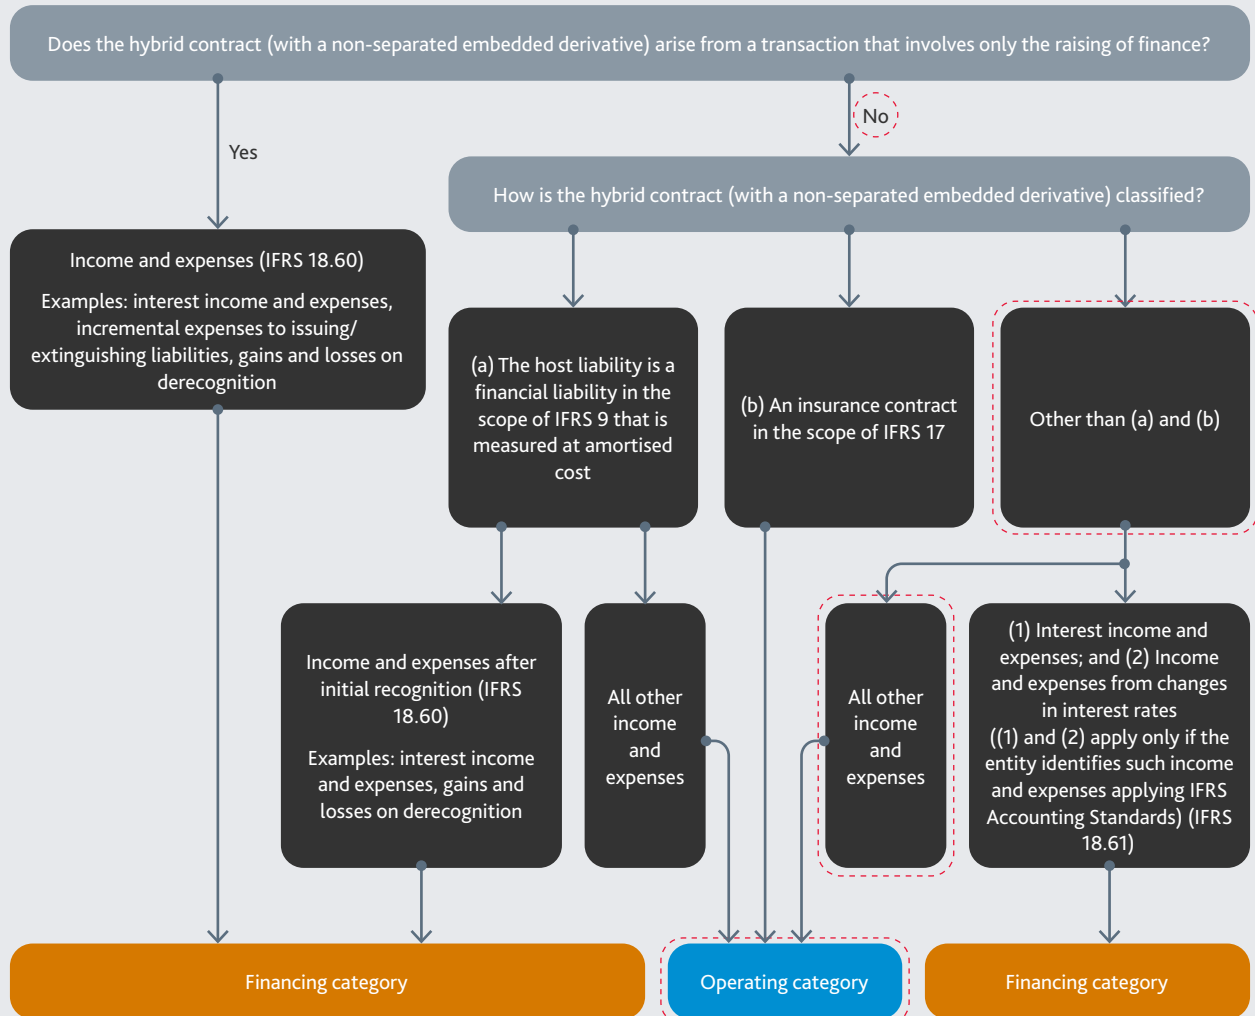 Does the hybrid contract (with a non-separated embedded derivative) arise from a transaction that involves only the raising of finance?
Yes
No
How is the hybrid contract (with a non-separated embedded derivative) classified?
Income and expenses (IFRS 18.60)
Examples: interest income and expenses,
incremental expenses to issuing/
extinguishing liabilities, gains and losses on
derecognition
(a) The host liability is a
financial liability in the
scope of IFRS 9 that is
measured at amortised
cost
(b) An insurance contract
in the scope of IFRS 17
Other than (a) and (b)
Income and expenses after
initial recognition (IFRS
18.60)
Examples: interest income
and expenses, gains and
losses on derecognition
All other
income
and
expenses
All other
income
and
expenses
(1) Interest income and
expenses; and (2) Income
and expenses from changes
in interest rates
((1) and (2) apply only if the
entity identifies such income
and expenses applying IFRS
Accounting Standards) (IFRS
18.61)
Financing category
Operating category
Financing category